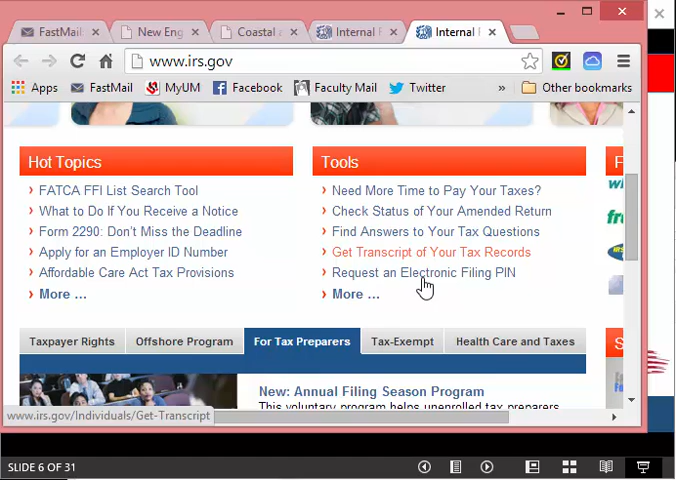 FastMail:
New Eng
Coastal a
Internal F
Internal F
www.irs.gov
Apps
FastMail
MyUM
Facebook
Faculty Mail
Twitter
»
Other bookmarks
Hot Topics
FATCA FFI List Search Tool
What to Do If You Receive a Notice
Form 2290: Don't Miss the Deadline
Apply for an Employer ID Number
Affordable Care Act Tax Provisions
More ...
Tools
Need More Time to Pay Your Taxes?
Check Status of Your Amended Return
Find Answers to Your Tax Questions
Get Transcript of Your Tax Records
Request an Electronic Filing PIN
More ...
F
Taxpayer Rights
Offshore Program
For Tax Preparers
Tax-Exempt
Health Care and Taxes
S
New: Annual Filing Season Program
This voluntary program helps unenrolled tax preparers
www.irs.gov/Individuals/Get-Transcript
SLIDE 6 OF 31